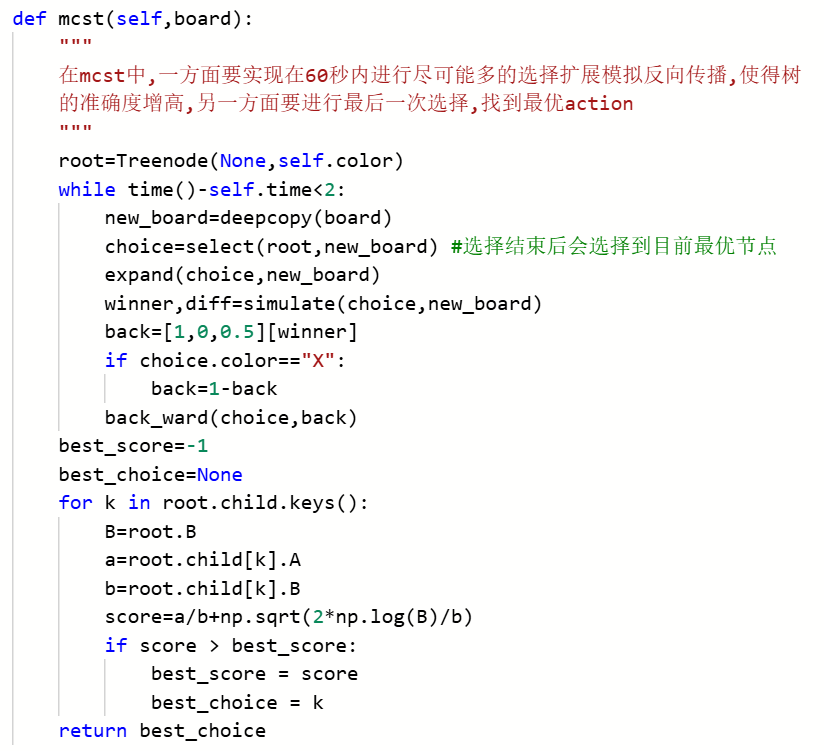 def mcst(self,board):
    """
    在mcst中,一方面要实现在60秒内进行尽可能多的选择扩展模拟反向传播,使得树
    的准确度增高,另一方面要进行最后一次选择,找到最优action
    """
    root=Treenode(None,self.color)
    while time()-self.time<2:
        new_board=deepcopy(board)
        choice=select(root,new_board) #选择结束后会选择到目前最优节点
        expand(choice,new_board)
        winner,diff=simulate(choice,new_board)
        back=[1,0,0.5][winner]
        if choice.color=="X":
            back=1-back
        back_ward(choice,back)
    best_score=-1
    best_choice=None
    for k in root.child.keys():
        B=root.B
        a=root.child[k].A
        b=root.child[k].B
        score=a/b+np.sqrt(2*np.log(B)/b)
        if score > best_score:
            best_score = score
            best_choice = k
    return best_choice